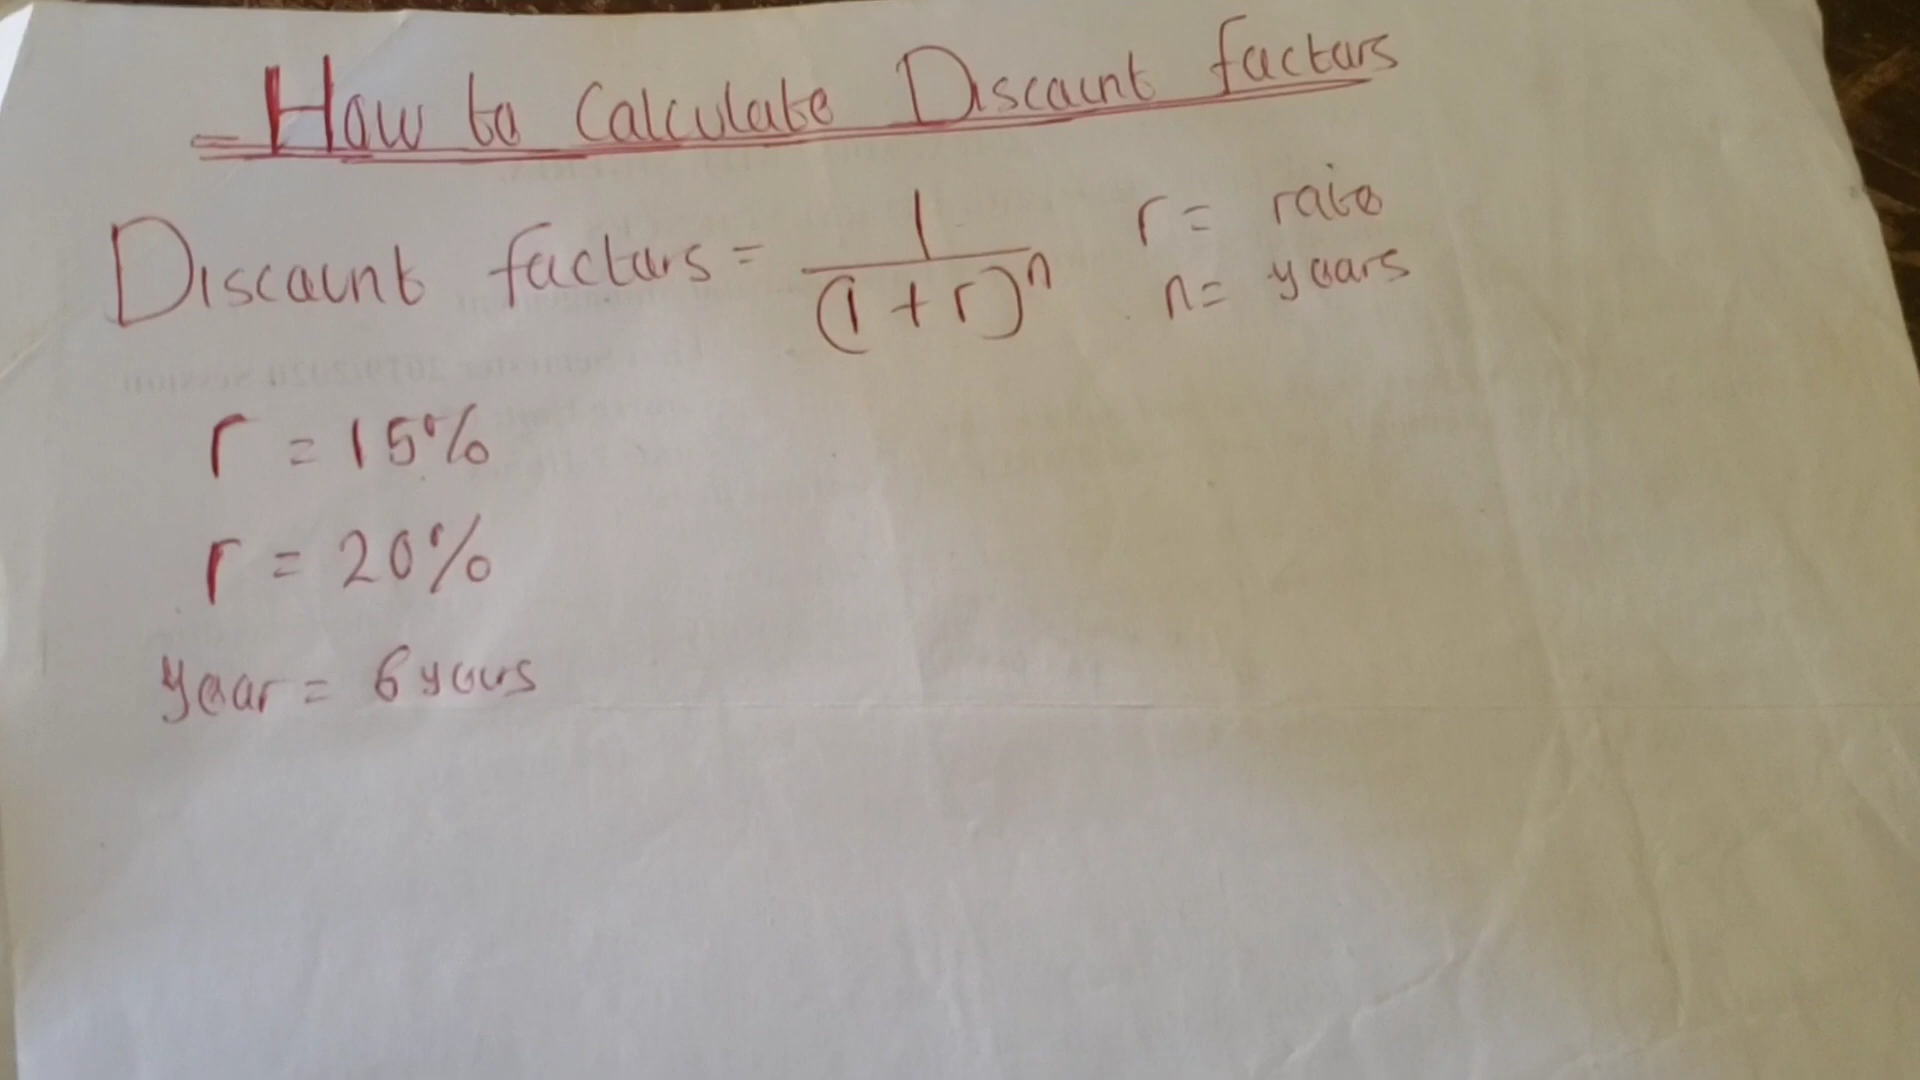 How to Calculate Discount factors
Discount factors = 1/(1+r)^n r = rate
n = years
r = 15%
r = 20%
year = 6 years